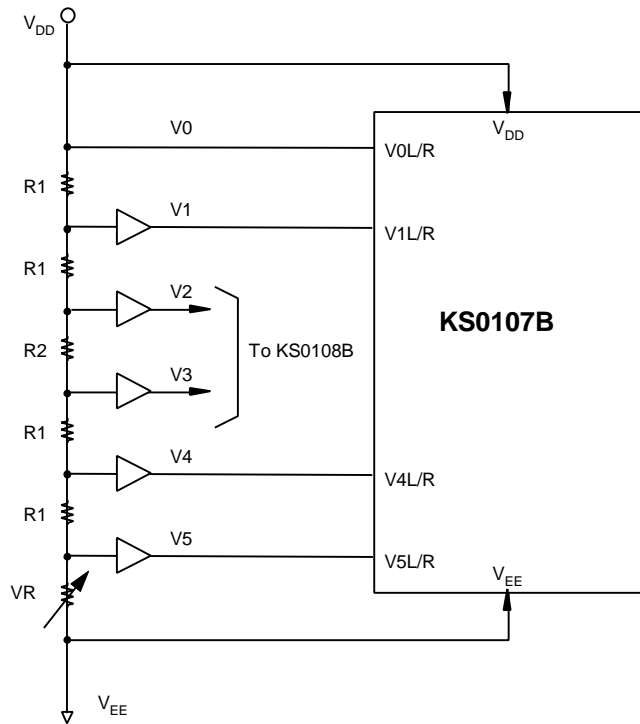 VDD
V0
VDD
V0L/R
R1
V1
V1L/R
R1
V2
KS0107B
R2
To KS0108B
V3
R1
V4
V4L/R
R1
V5
V5L/R
VEE
VR
VEE